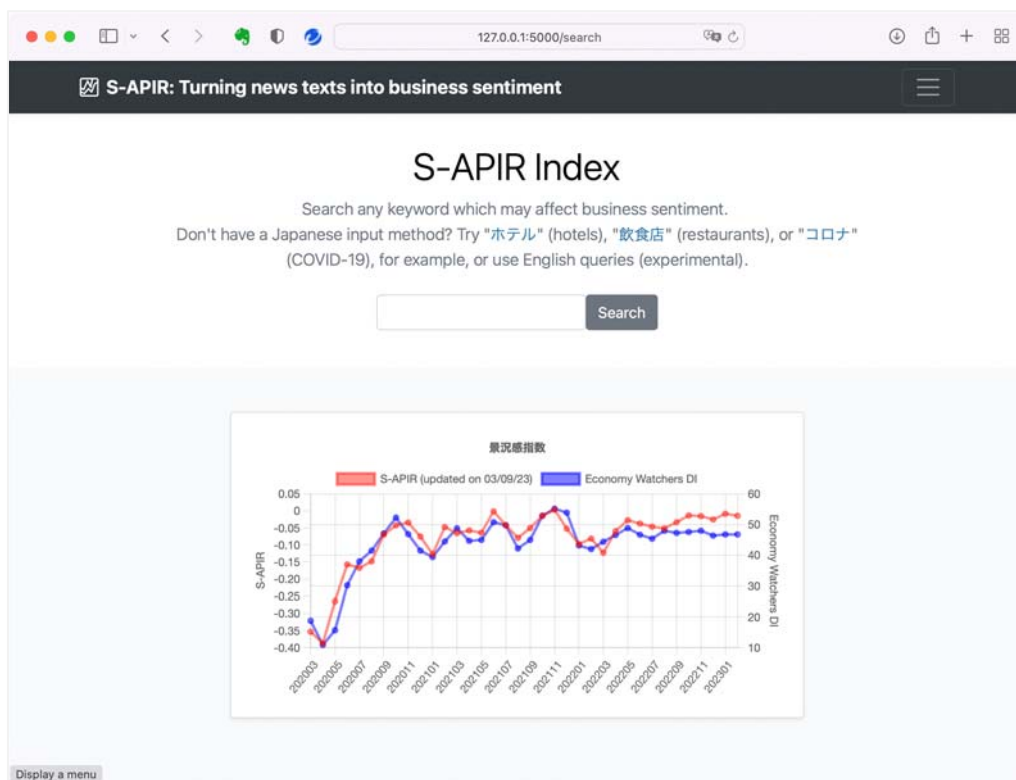 127.0.0.1:5000/search
S-APIR: Turning news texts into business sentiment
S-APIR Index
Search any keyword which may affect business sentiment.
Don't have a Japanese input method? Try "ホテル" (hotels), "飲食店" (restaurants), or "コロナ"
(COVID-19), for example, or use English queries (experimental).
Search
景況感指数
S-APIR (updated on 03/09/23) Economy Watchers DI
0.05
0
-0.05
-0.10
-0.15
-0.20
-0.25
-0.30
-0.35
-0.40
S-APIR
60
50
40
30
20
10
Economy Watchers DI
202003 202005 202007 202009 202011 202101 202103 202105 202107 202109 202111 202201 202203 202205 202207 202209 202211 202301
Display a menu